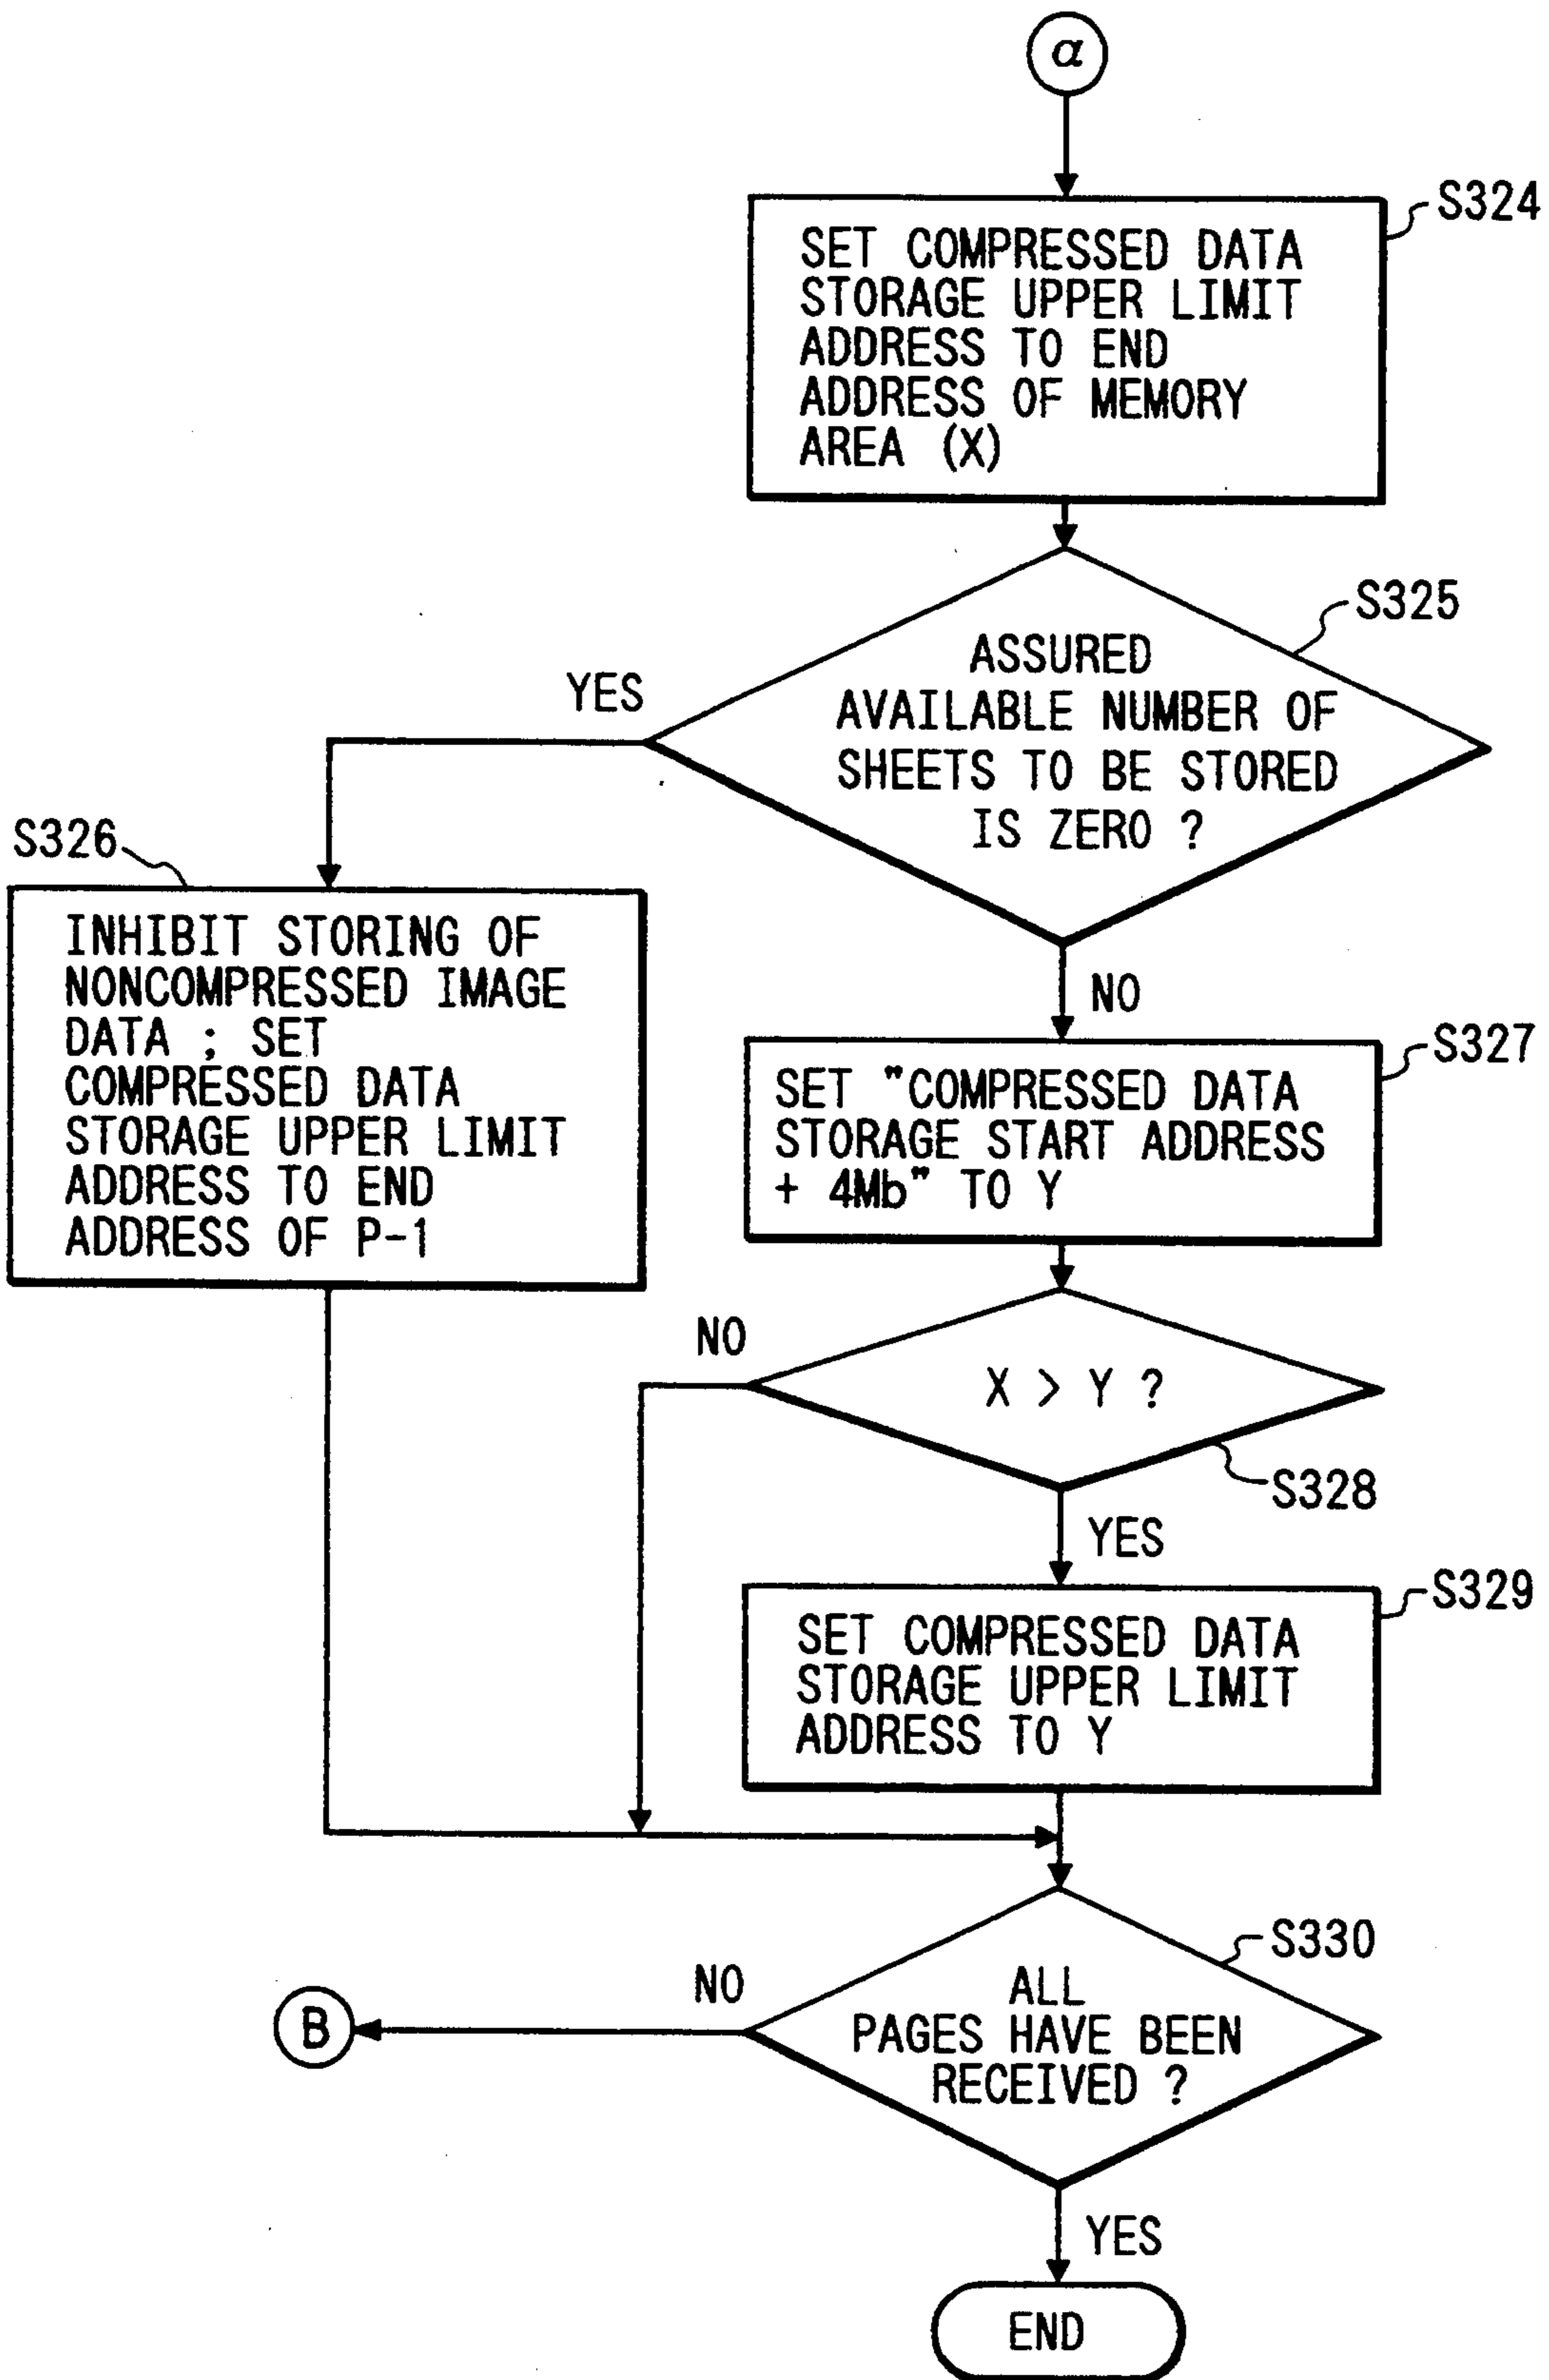 α
S324
SET COMPRESSED DATA
STORAGE UPPER LIMIT
ADDRESS TO END
ADDRESS OF MEMORY
AREA (X)
S325
ASSURED
AVAILABLE NUMBER OF
SHEETS TO BE STORED
IS ZERO ?
YES
S326
INHIBIT STORING OF
NONCOMPRESSED IMAGE
DATA ; SET
COMPRESSED DATA
STORAGE UPPER LIMIT
ADDRESS TO END
ADDRESS OF P-1
NO
S327
SET "COMPRESSED DATA
STORAGE START ADDRESS
+ 4Mb" TO Y
NO
X > Y ?
S328
YES
S329
SET COMPRESSED DATA
STORAGE UPPER LIMIT
ADDRESS TO Y
S330
NO
ALL
PAGES HAVE BEEN
RECEIVED ?
B
YES
END